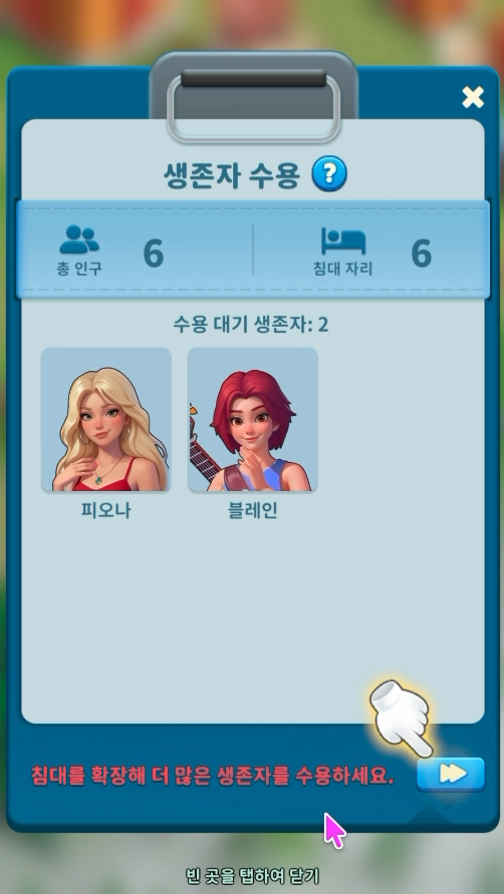 생존자 수용 ?
총 인구 6
침대 자리 6
수용 대기 생존자: 2
피오나
블레인
침대를 확장해 더 많은 생존자를 수용하세요.
빈 곳을 탭하여 닫기